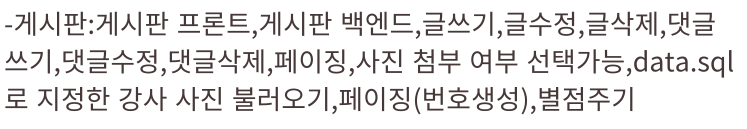 -게시판:게시판 프론트,게시판 백엔드,글쓰기,글수정,글삭제,댓글
쓰기,댓글수정,댓글삭제,페이징,사진 첨부 여부 선택가능,data.sql
로 지정한 강사 사진 불러오기,페이징(번호생성),별점주기